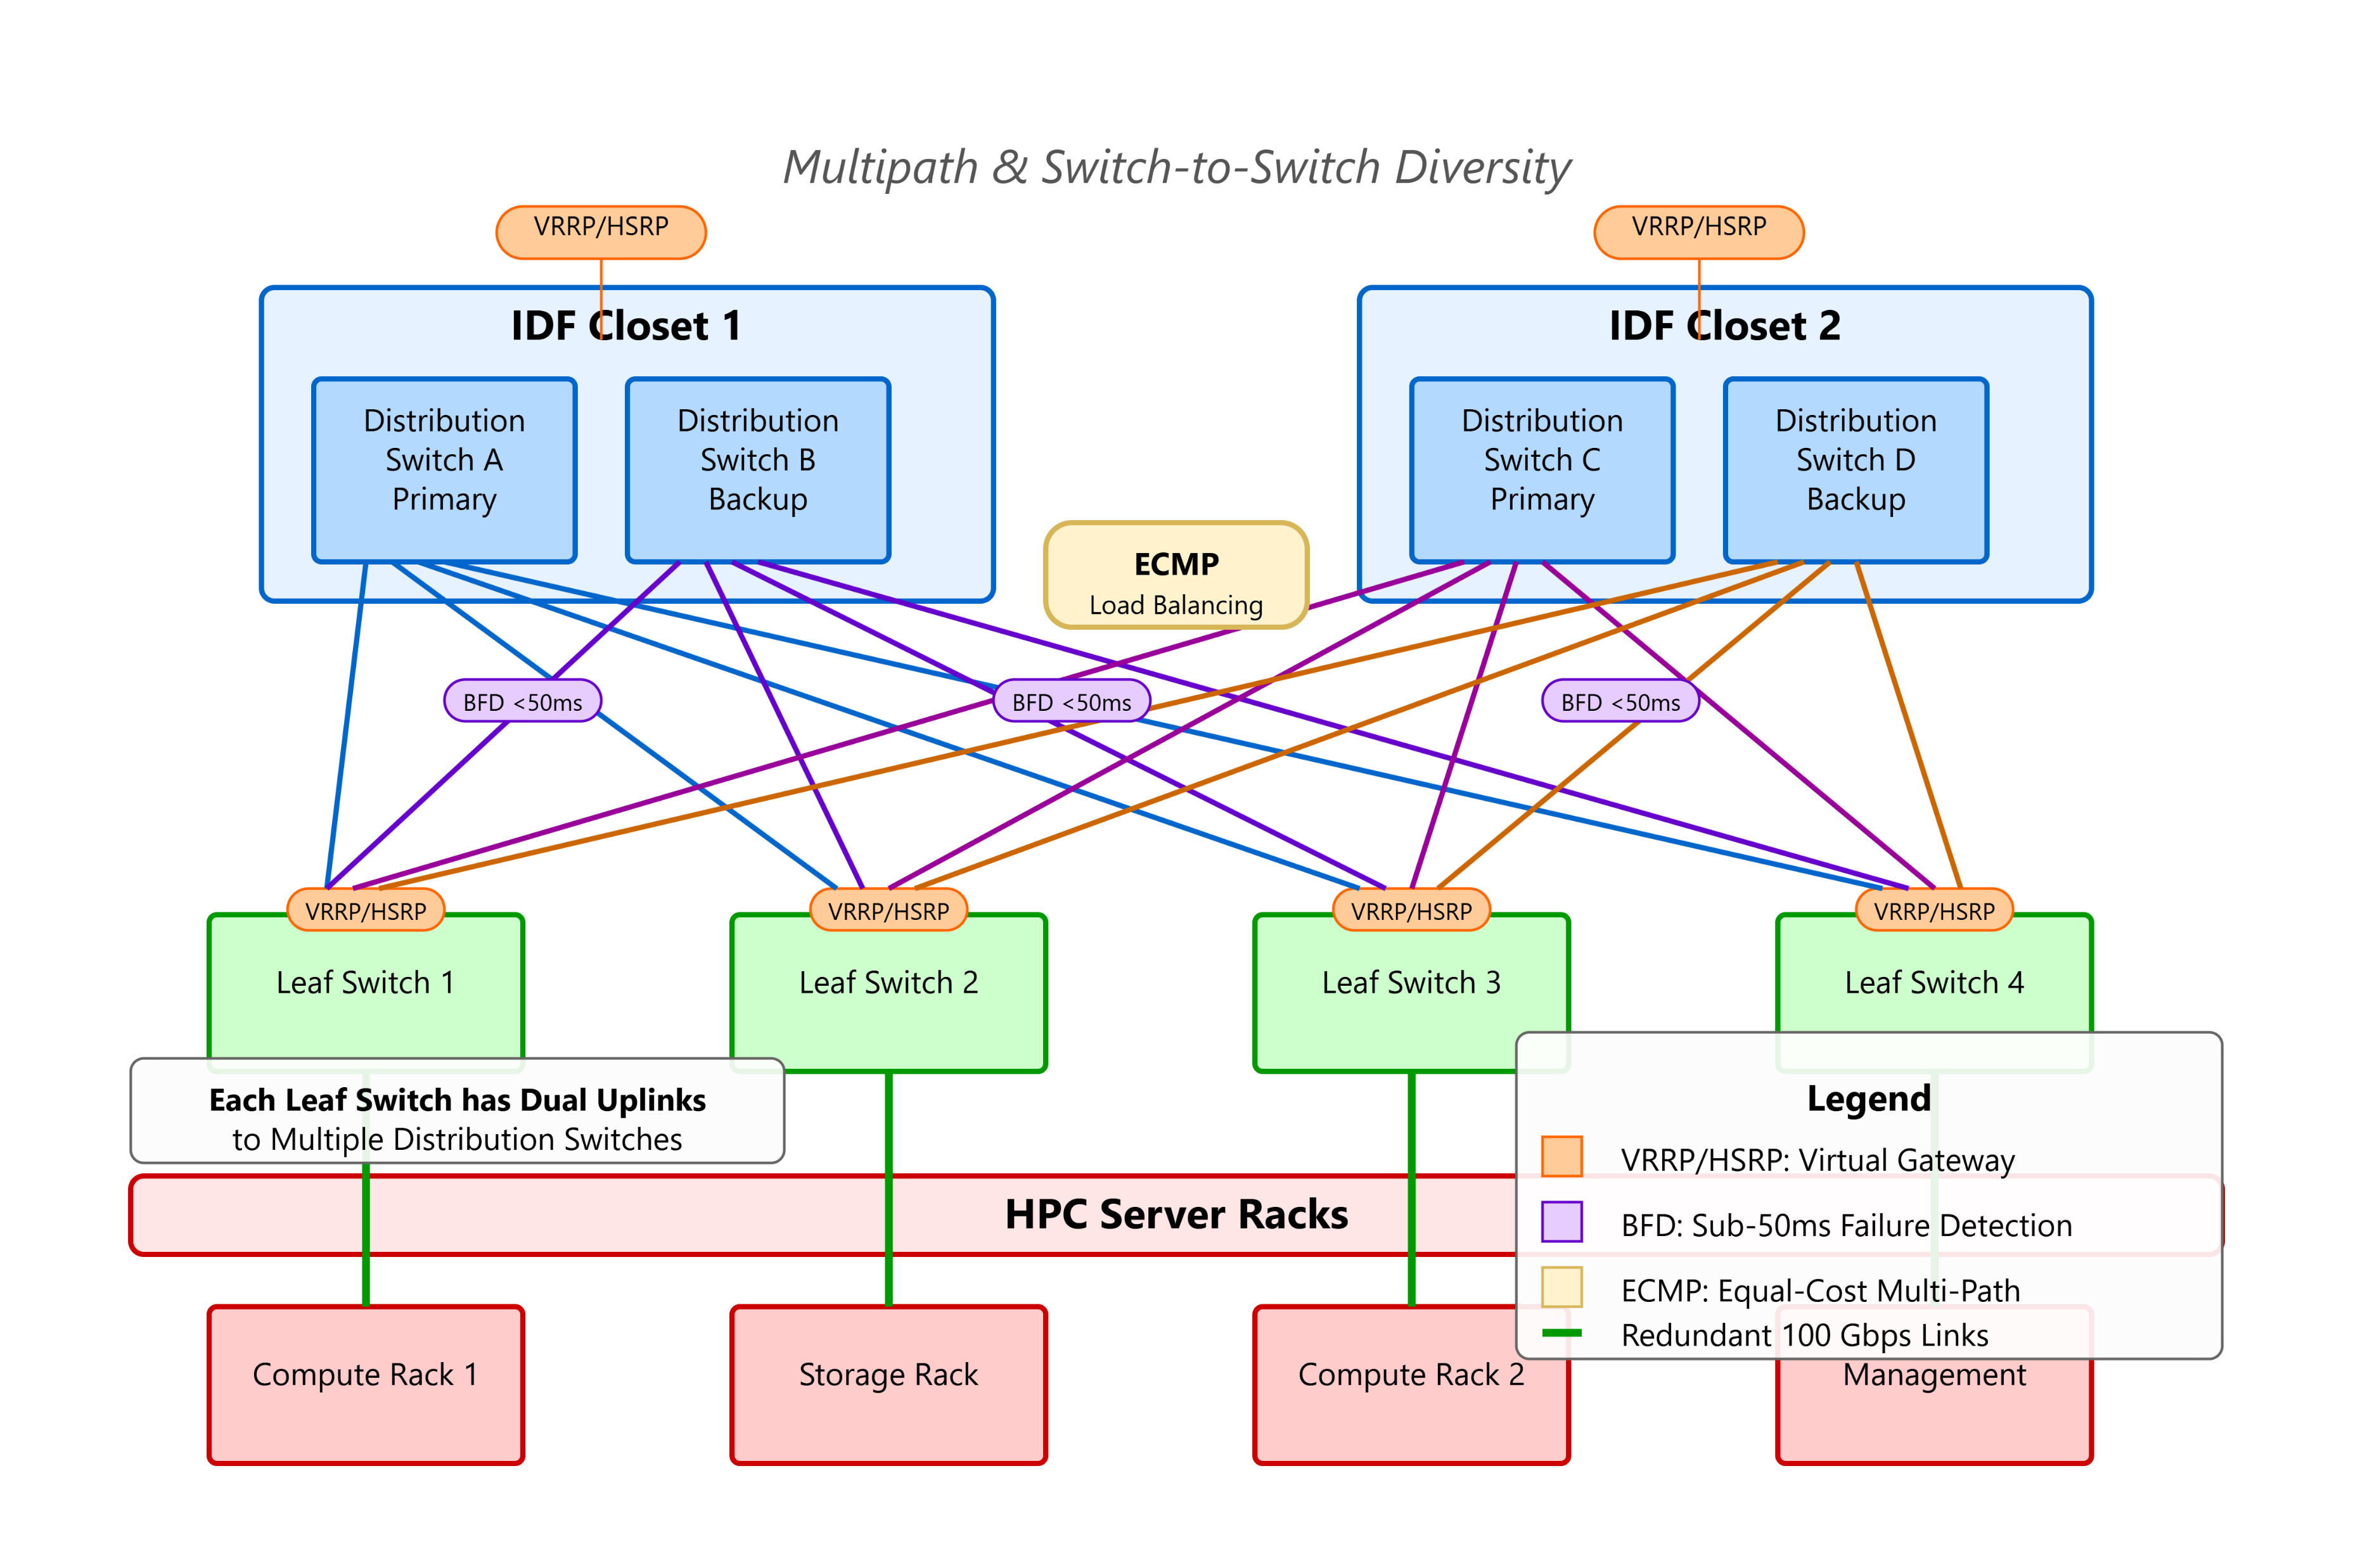 Multipath & Switch-to-Switch Diversity
VRRP/HSRP
VRRP/HSRP
IDF Closet 1
IDF Closet 2
Distribution
Switch A
Primary
Distribution
Switch B
Backup
Distribution
Switch C
Primary
Distribution
Switch D
Backup
ECMP
Load Balancing
BFD <50ms
BFD <50ms
BFD <50ms
VRRP/HSRP
VRRP/HSRP
VRRP/HSRP
VRRP/HSRP
Leaf Switch 1
Leaf Switch 2
Leaf Switch 3
Leaf Switch 4
Each Leaf Switch has Dual Uplinks
to Multiple Distribution Switches
Legend
VRRP/HSRP: Virtual Gateway
BFD: Sub-50ms Failure Detection
ECMP: Equal-Cost Multi-Path
Redundant 100 Gbps Links
HPC Server Racks
Compute Rack 1
Storage Rack
Compute Rack 2
Management